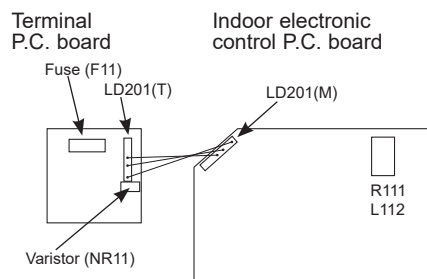 Terminal
P.C. board
Indoor electronic
control P.C. board
Fuse (F11)
LD201(T)
LD201(M)
R111
L112
Varistor (NR11)